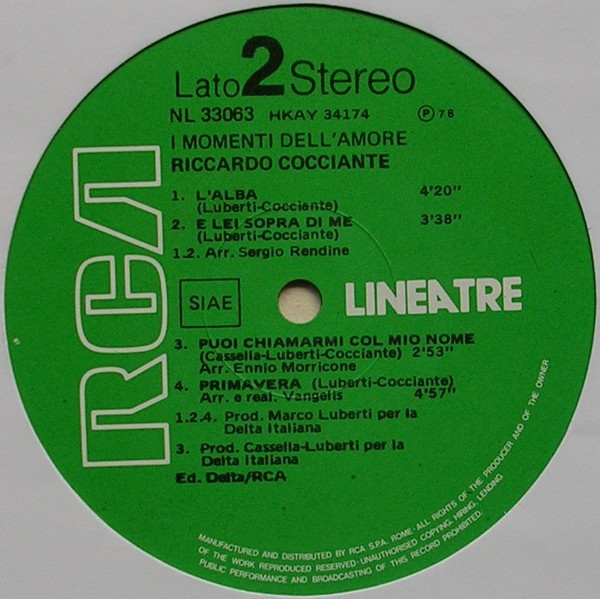 Lato 2 Stereo
NL 33063 HKAY 34174 Ⓟ 78
I MOMENTI DELL'AMORE
RICCARDO COCCIANTE
1. L'ALBA 4'20"
(Luberti-Cocciante)
2. E LEI SOPRA DI ME 3'38"
(Luberti-Cocciante)
1.2. Arr. Sergio Rendine
RCA
SIAE
LINEATRE
3. PUOI CHIAMARMI COL MIO NOME
(Cassella-Luberti-Cocciante) 2'53"
Arr. Ennio Morricone
4. PRIMAVERA (Luberti-Cocciante)
Arr. e real. Vangelis 4'57"
1.2.4. Prod. Marco Luberti per la
Delta Italiana
3. Prod. Cassella-Luberti per la
Delta Italiana
Ed. Delta/RCA
MANUFACTURED AND DISTRIBUTED BY RCA S.P.A. ROME - ALL RIGHTS OF THE PRODUCER AND OF THE OWNER
OF THE WORK REPRODUCED RESERVED - UNAUTHORISED COPYING, HIRING, LENDING
PUBLIC PERFORMANCE AND BROADCASTING OF THIS RECORD PROHIBITED.